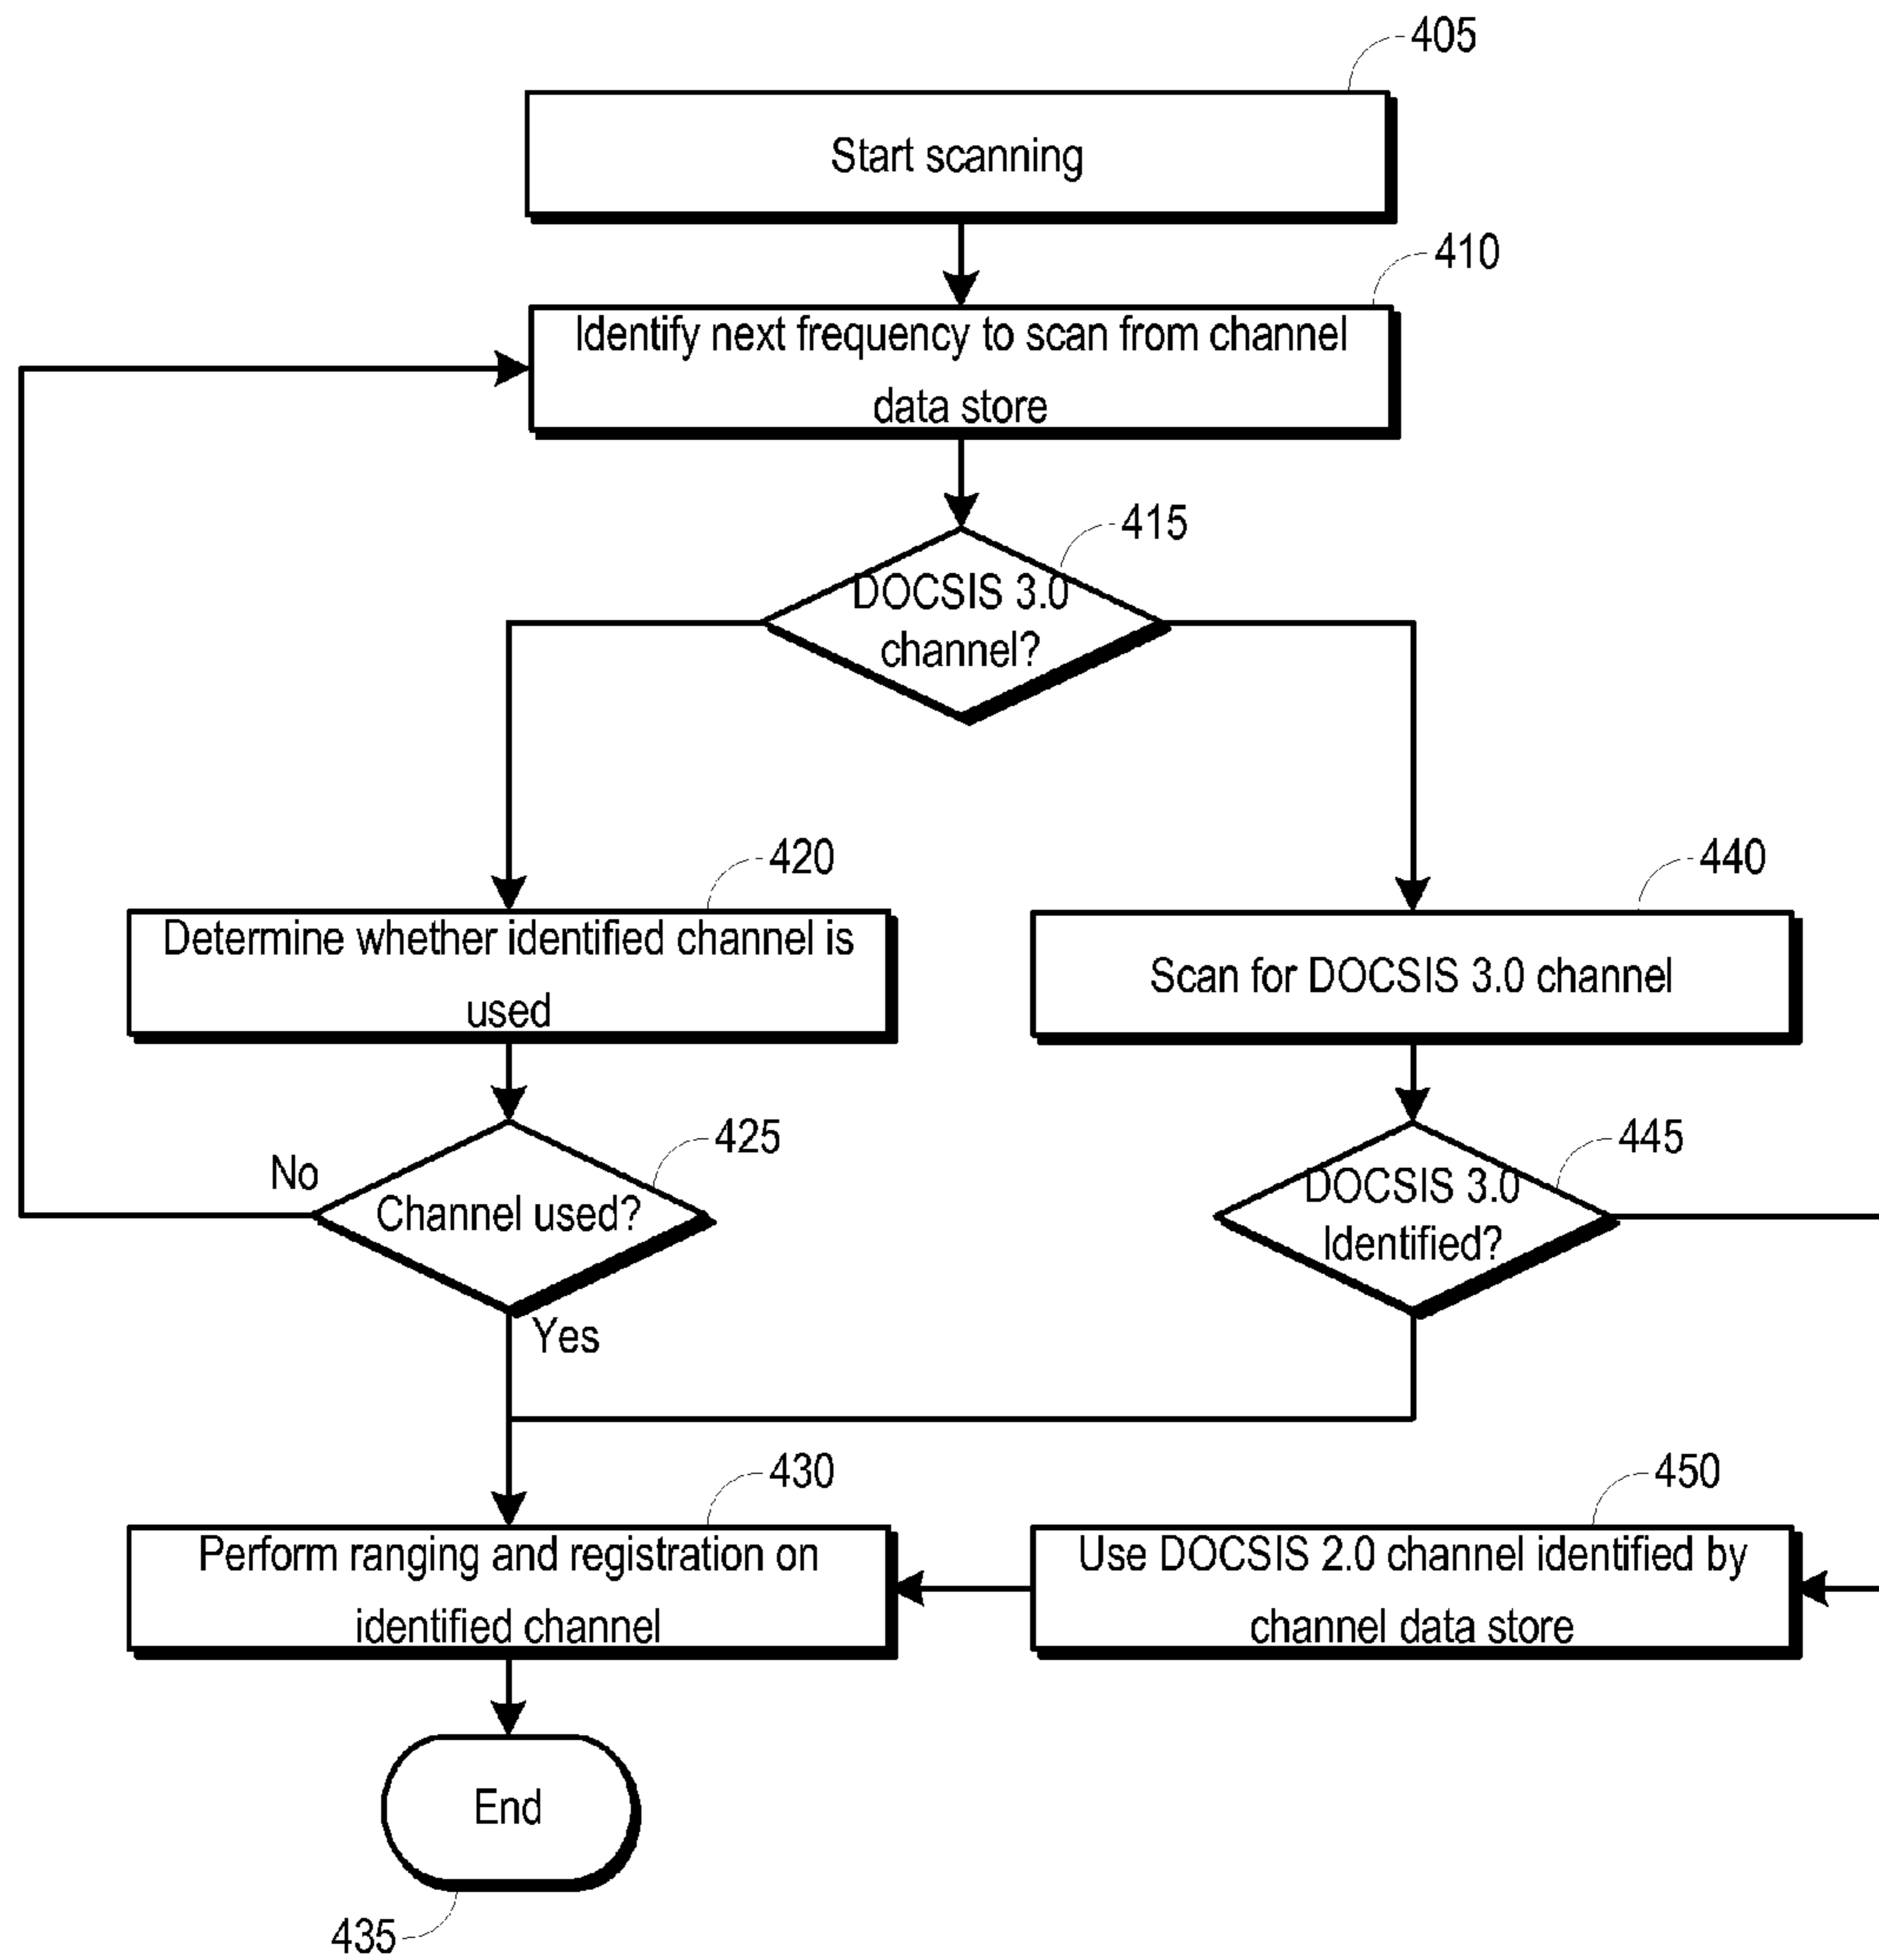 405
Start scanning
410
Identify next frequency to scan from channel
data store
415
DOCSIS 3.0
channel?
420
Determine whether identified channel is
used
440
Scan for DOCSIS 3.0 channel
425
No
Channel used?
Yes
445
DOCSIS 3.0
Identified?
430
Perform ranging and registration on
identified channel
450
Use DOCSIS 2.0 channel identified by
channel data store
End
435